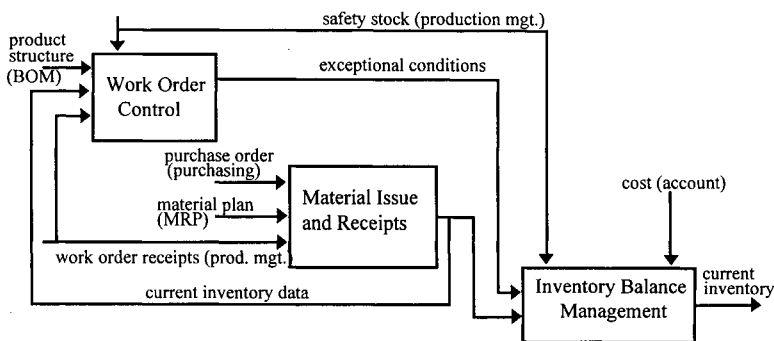 safety stock (production mgt.)
product
structure
(BOM)
Work Order
Control
exceptional conditions
purchase order
(purchasing)
material plan
(MRP)
Material Issue
and Receipts
cost (account)
work order receipts (prod. mgt.)
current inventory data
Inventory Balance
Management
current
inventory